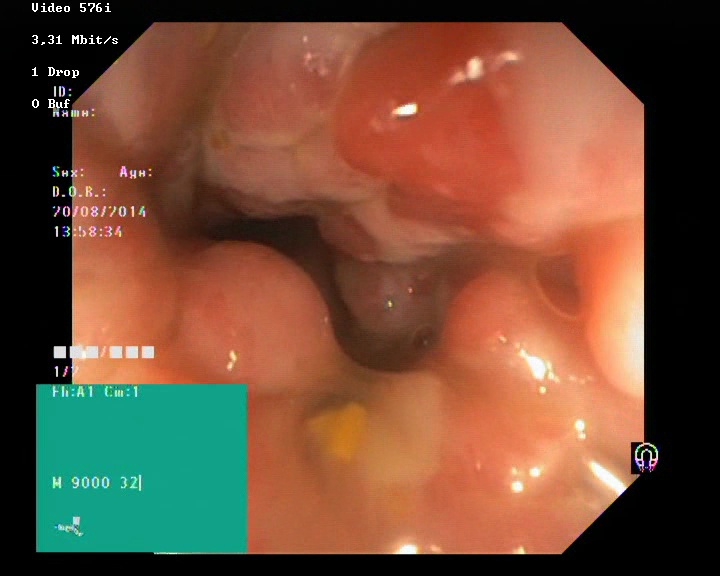 Video 576i
3,31 Mbit/s
1 Drop
ID:
0 Buf
Name:
Sex: Age:
D.O.B.:
20/08/2014
13:58:34
1/7
Eh:A1 Cm:1
M 9000 32